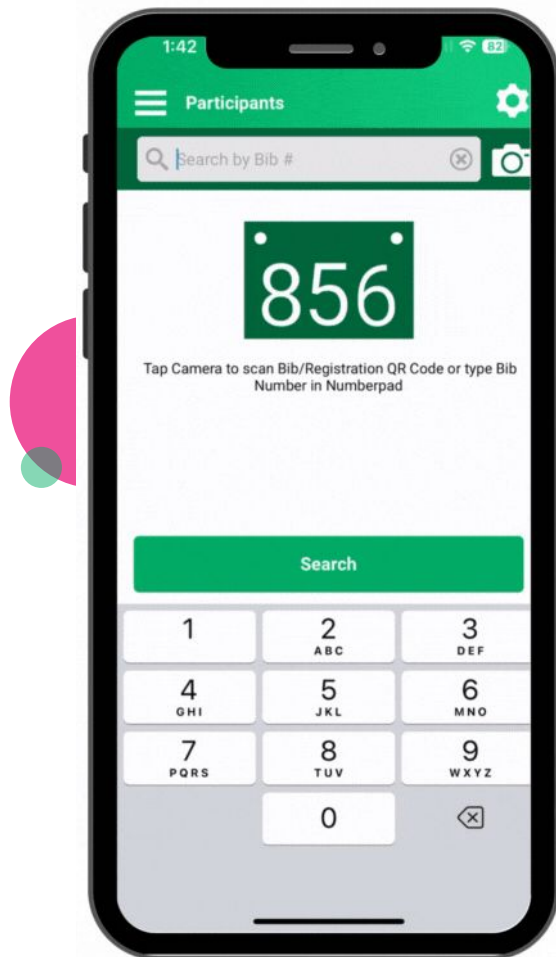 1:42
82
Participants
Search by Bib #
856
Tap Camera to scan Bib/Registration QR Code or type Bib
Number in Numberpad
Search
1
2
ABC
3
DEF
4
GHI
5
JKL
6
MNO
7
PQRS
8
TUV
9
WXYZ
0